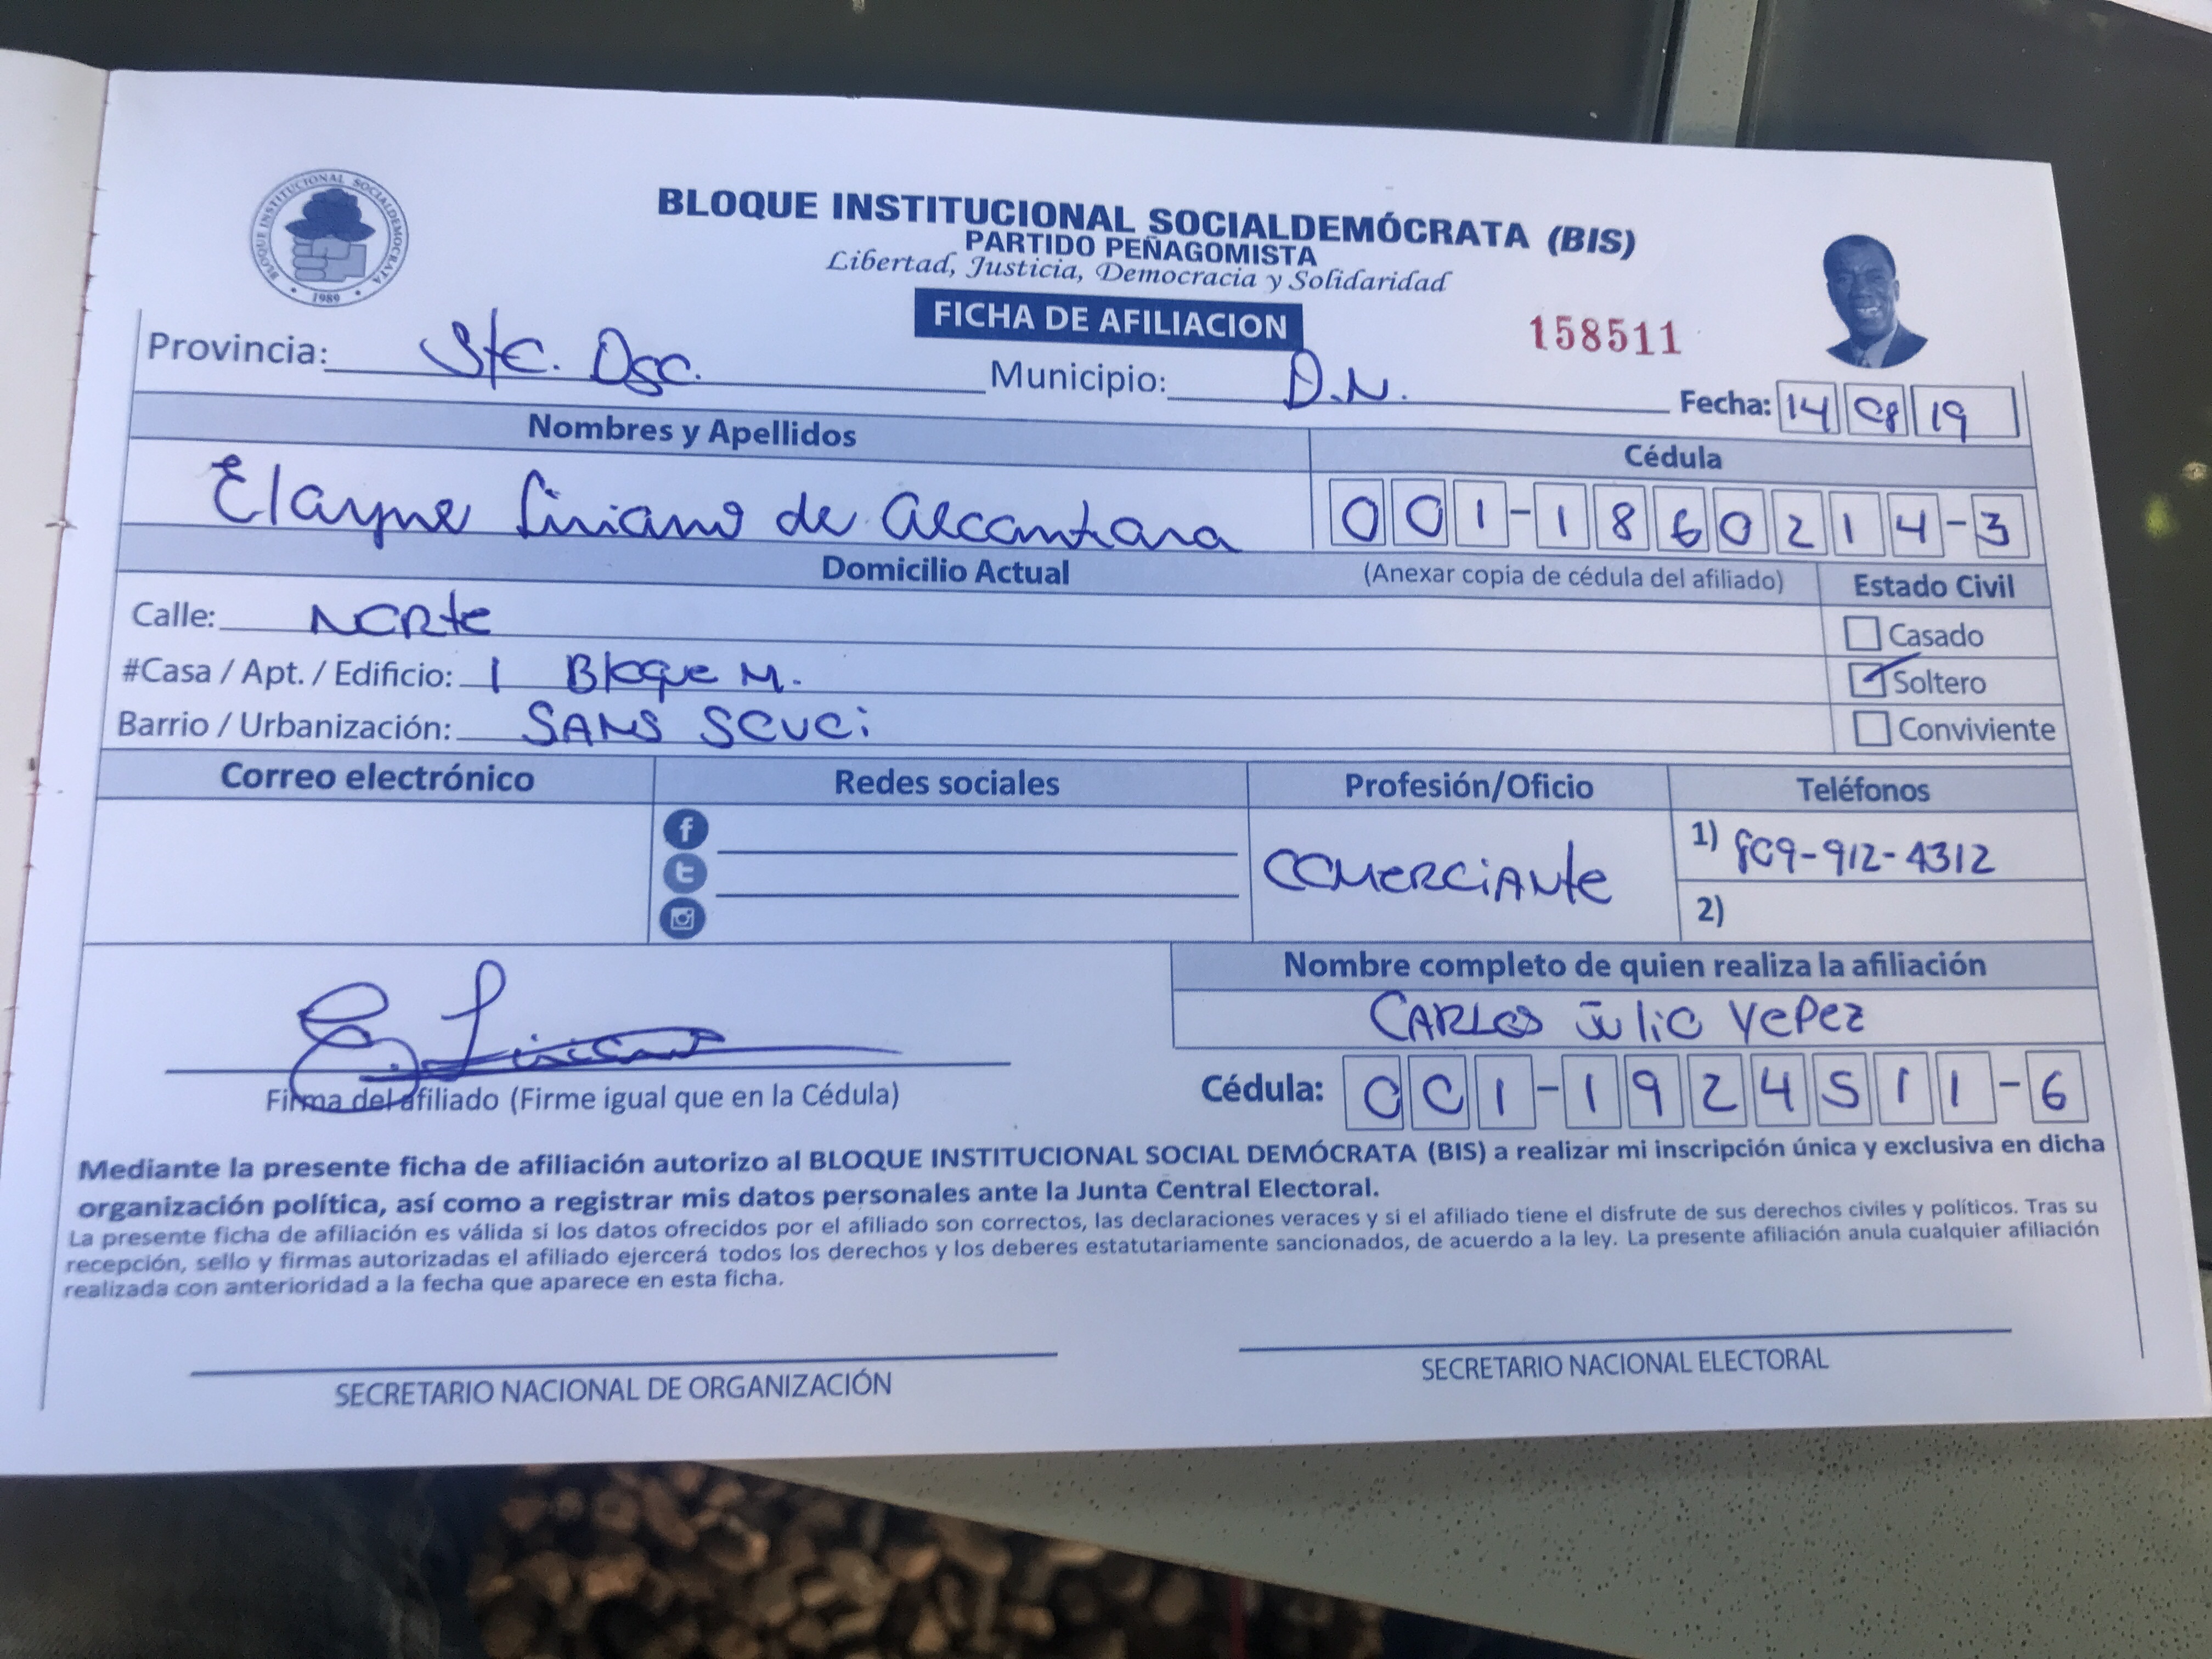 BLOQUE INSTITUCIONAL SOCIALDEMÓCRATA
1989
BLOQUE INSTITUCIONAL SOCIALDEMÓCRATA (BIS)
PARTIDO PEÑAGOMISTA
Libertad, Justicia, Democracia y Solidaridad
FICHA DE AFILIACION
158511
Provincia: Sto. Dgo. Municipio: D.N. Fecha: 14 08 19
Nombres y Apellidos Cédula
Elayne Liriano de Alcantara 001-1860214-3
Domicilio Actual (Anexar copia de cédula del afiliado) Estado Civil
Calle: NORte Casado
#Casa / Apt. / Edificio: 1 Bloque M. Soltero
Barrio / Urbanización: SANS SOUCi Conviviente
Correo electrónico Redes sociales Profesión/Oficio Teléfonos
COMERCiANte 1) 809-912-4312
2)
Nombre completo de quien realiza la afiliación
CARLOS JuliO YePez
E. Liriano
Firma del afiliado (Firme igual que en la Cédula) Cédula: 001-1924511-6
Mediante la presente ficha de afiliación autorizo al BLOQUE INSTITUCIONAL SOCIAL DEMÓCRATA (BIS) a realizar mi inscripción única y exclusiva en dicha
organización política, así como a registrar mis datos personales ante la Junta Central Electoral.
La presente ficha de afiliación es válida si los datos ofrecidos por el afiliado son correctos, las declaraciones veraces y si el afiliado tiene el disfrute de sus derechos civiles y políticos. Tras su
recepción, sello y firmas autorizadas el afiliado ejercerá todos los derechos y los deberes estatutariamente sancionados, de acuerdo a la ley. La presente afiliación anula cualquier afiliación
realizada con anterioridad a la fecha que aparece en esta ficha.
SECRETARIO NACIONAL DE ORGANIZACIÓN SECRETARIO NACIONAL ELECTORAL